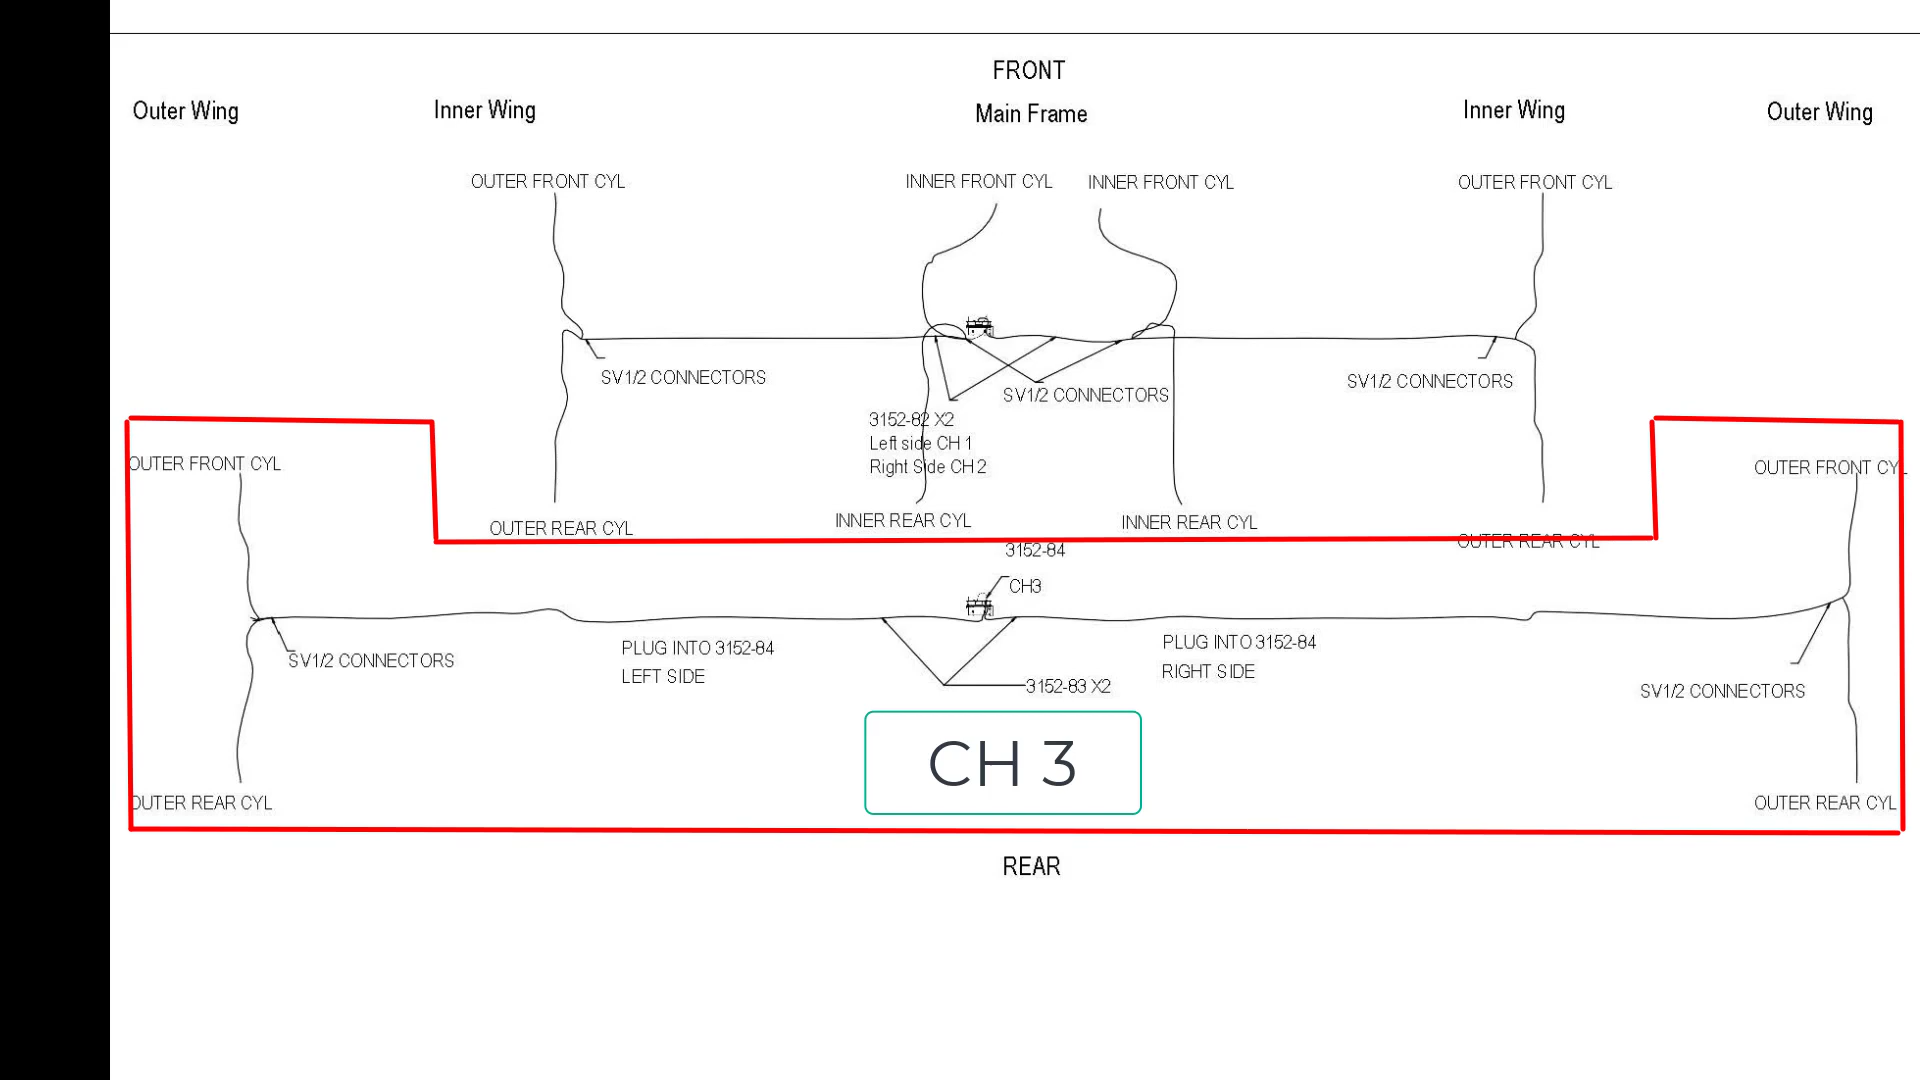 FRONT
Outer Wing
Inner Wing
Main Frame
Inner Wing
Outer Wing
OUTER FRONT CYL
INNER FRONT CYL
INNER FRONT CYL
OUTER FRONT CYL
SV1/2 CONNECTORS
SV1/2 CONNECTORS
SV1/2 CONNECTORS
3152-82 X2
Left side CH 1
Right Side CH 2
OUTER FRONT CYL
OUTER FRONT CYL
OUTER REAR CYL
INNER REAR CYL
INNER REAR CYL
OUTER REAR CYL
3152-84
CH3
SV1/2 CONNECTORS
PLUG INTO 3152-84
LEFT SIDE
PLUG INTO 3152-84
RIGHT SIDE
3152-83 X2
SV1/2 CONNECTORS
CH 3
OUTER REAR CYL
OUTER REAR CYL
REAR